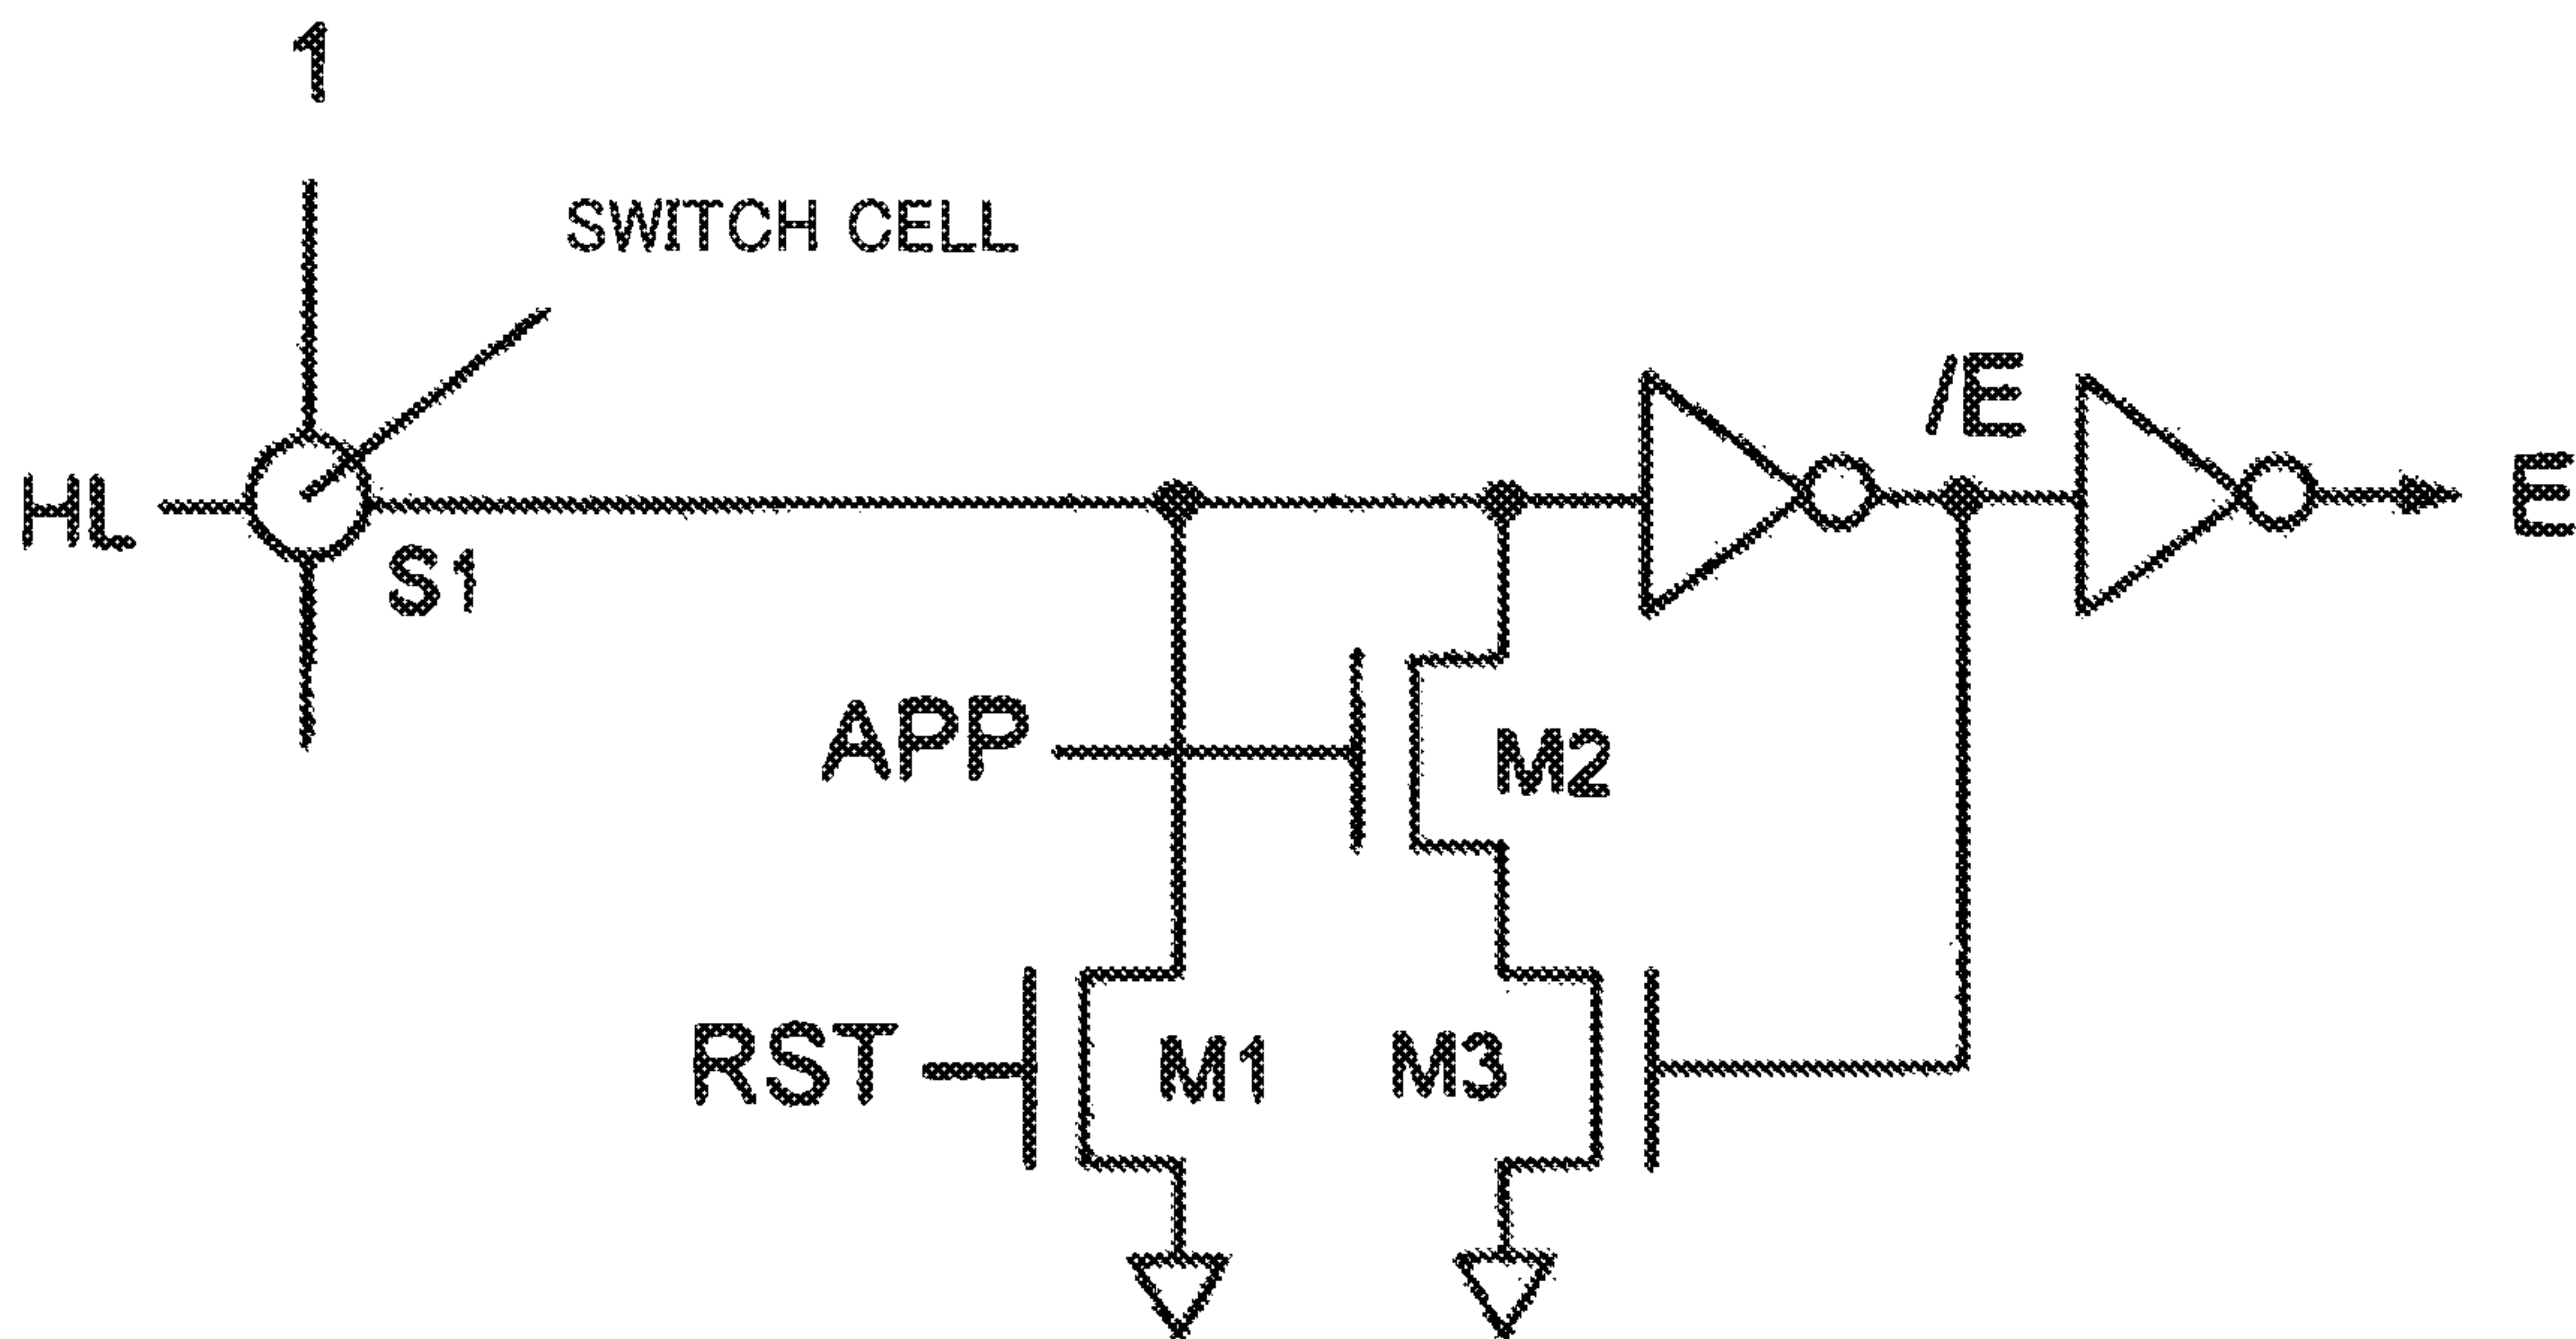 1
SWITCH CELL
/E
HL
E
S1
APP
M2
RST
M1
M3